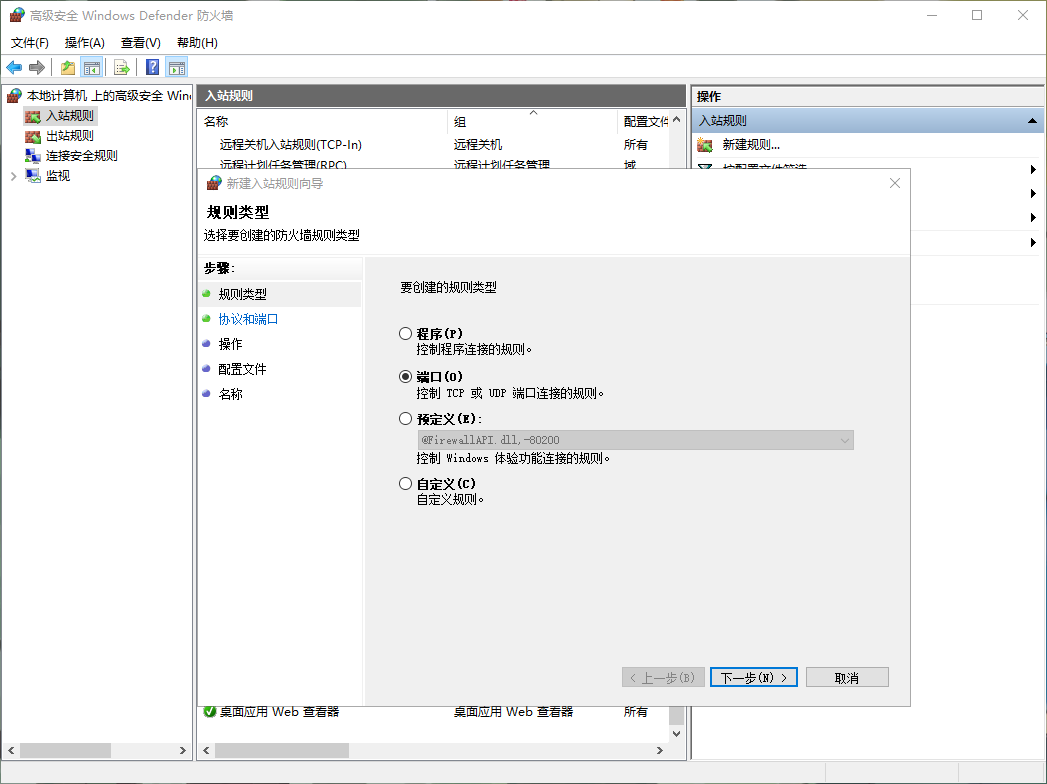 高级安全 Windows Defender 防火墙
文件(F) 操作(A) 查看(V) 帮助(H)
本地计算机 上的高级安全 Win
入站规则
出站规则
连接安全规则
监视
入站规则
名称 组 配置文件
远程关机入站规则(TCP-In) 远程关机 所有
远程计划任务管理(RPC) 远程计划任务管理 域
操作
入站规则
新建规则...
按配置文件筛选
新建入站规则向导
规则类型
选择要创建的防火墙规则类型
步骤:
规则类型
协议和端口
操作
配置文件
名称
要创建的规则类型
程序(P)
控制程序连接的规则。
端口(O)
控制 TCP 或 UDP 端口连接的规则。
预定义(E):
@FirewallAPI.dll,-80200
控制 Windows 体验功能连接的规则。
自定义(C)
自定义规则。
< 上一步(B) 下一步(N) > 取消
桌面应用 Web 查看器 桌面应用 Web 查看器 所有